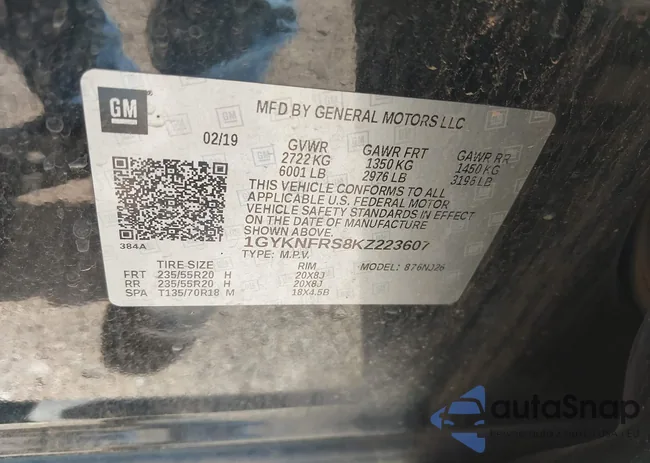 GM
MFD BY GENERAL MOTORS LLC
02/19 GVWR GAWR FRT GAWR RR
2722 KG 1350 KG 1450 KG
6001 LB 2976 LB 3196 LB
THIS VEHICLE CONFORMS TO ALL
APPLICABLE U.S. FEDERAL MOTOR
VEHICLE SAFETY STANDARDS IN EFFECT
ON THE DATE OF MANUFACTURE
SHOWN ABOVE.
384A 1GYKNFRS8KZ223607
TYPE: M.P.V. MODEL: 876NJ26
TIRE SIZE RIM
FRT 235/55R20 H 20X8J
RR 235/55R20 H 20X8J
SPA T135/70R18 M 18X4.5B
autoSnap